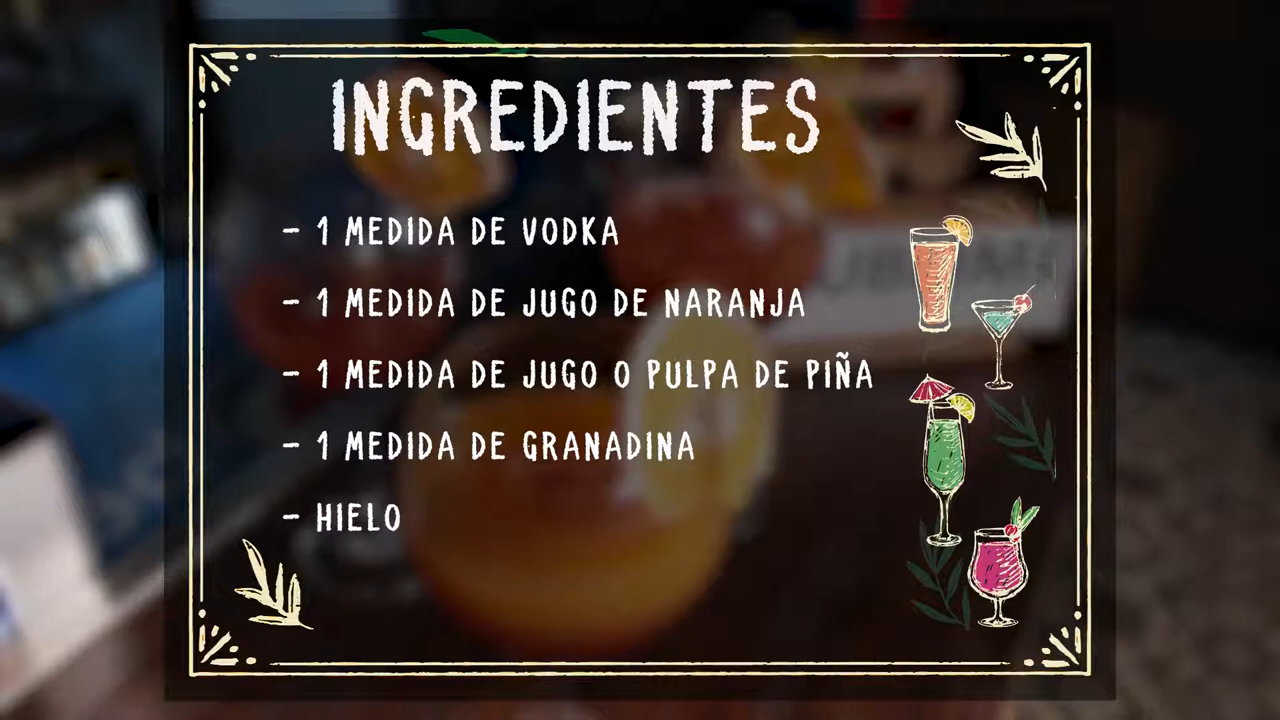 INGREDIENTES
- 1 MEDIDA DE VODKA
- 1 MEDIDA DE JUGO DE NARANJA
- 1 MEDIDA DE JUGO O PULPA DE PIÑA
- 1 MEDIDA DE GRANADINA
- HIELO